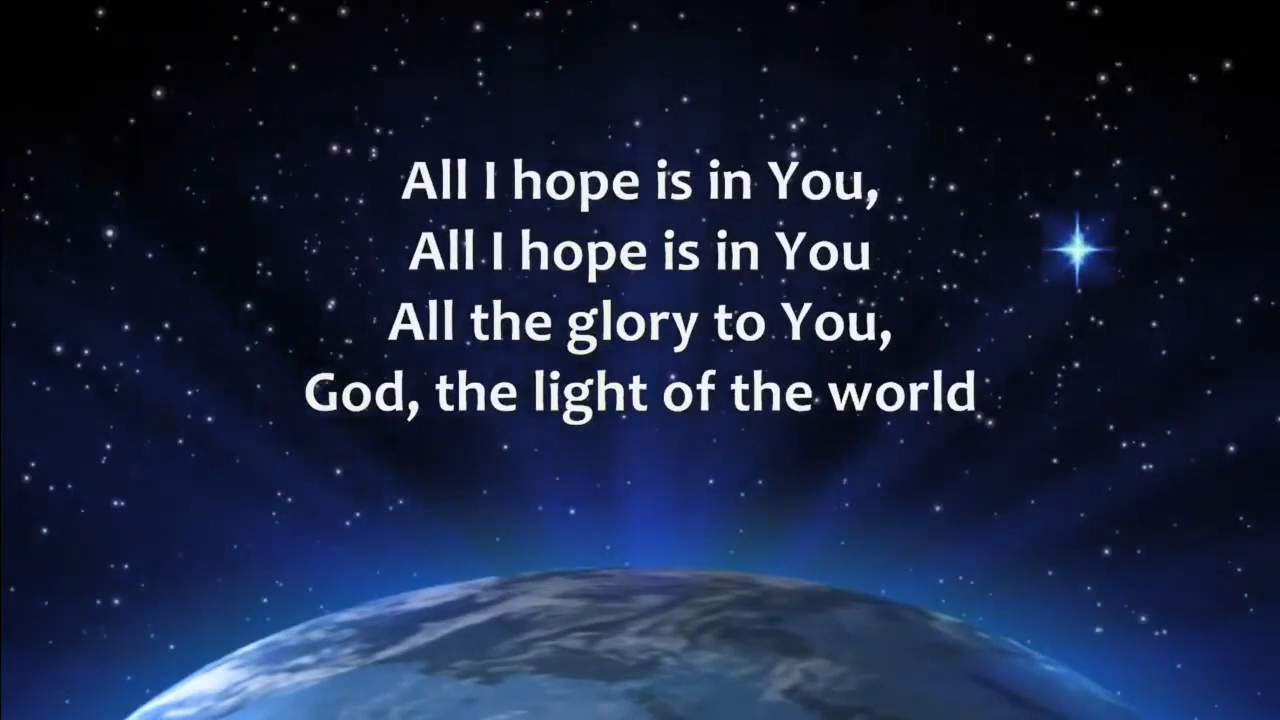 All I hope is in You,
All I hope is in You
All the glory to You,
God, the light of the world